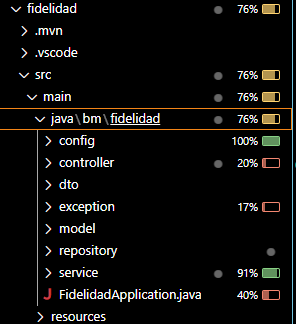 fidelidad 76%
.mvn
.vscode
src 76%
main 76%
java\bm\fidelidad 76%
config 100%
controller 20%
dto
exception 17%
model
repository
service 91%
J FidelidadApplication.java 40%
resources